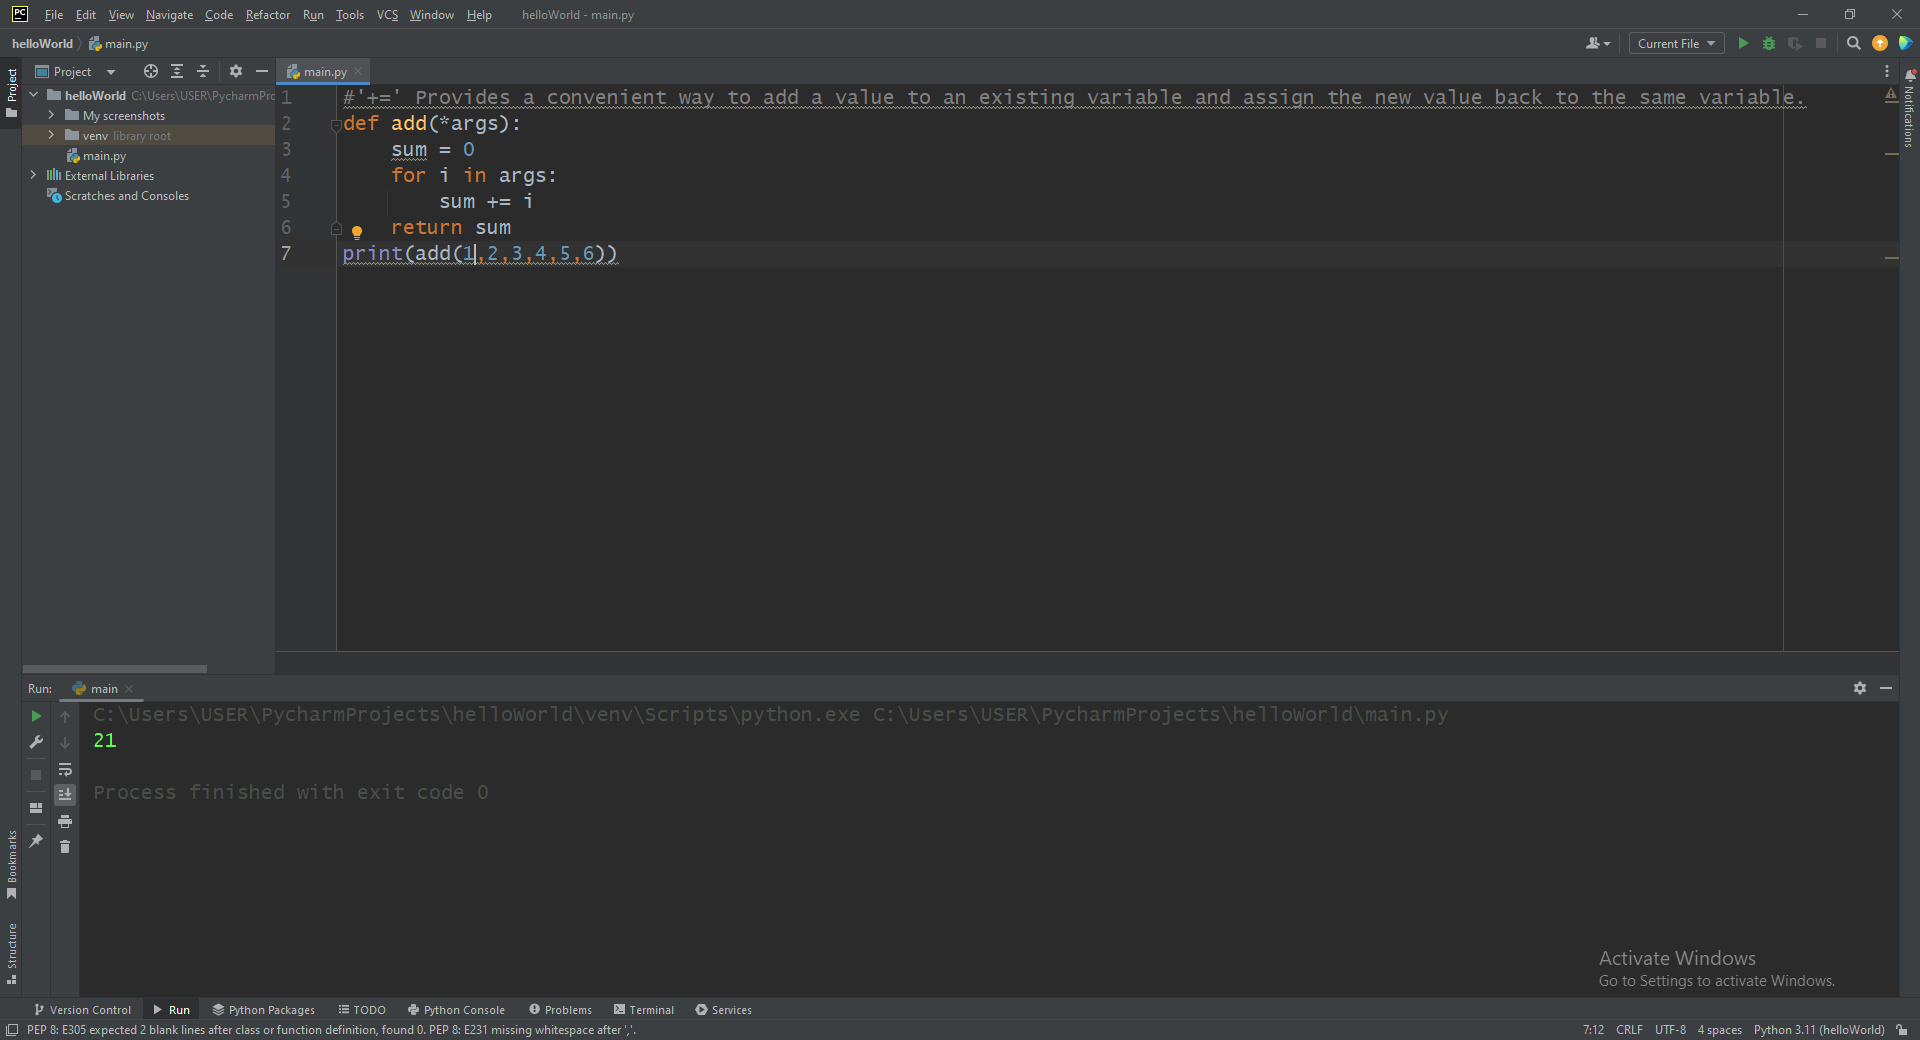 PC File Edit View Navigate Code Refactor Run Tools VCS Window Help helloWorld - main.py
helloWorld main.py Current File
Project
Project
main.py
helloWorld C:\Users\USER\PycharmPro
My screenshots
venv library root
main.py
External Libraries
Scratches and Consoles
1 #'+=' Provides a convenient way to add a value to an existing variable and assign the new value back to the same variable.
2 def add(*args):
3 sum = 0
4 for i in args:
5 sum += i
6 return sum
7 print(add(1,2,3,4,5,6))
Notifications
Run: main
C:\Users\USER\PycharmProjects\helloWorld\venv\Scripts\python.exe C:\Users\USER\PycharmProjects\helloWorld\main.py
21
Process finished with exit code 0
Bookmarks
Structure
Activate Windows
Go to Settings to activate Windows.
Version Control Run Python Packages TODO Python Console Problems Terminal Services
PEP 8: E305 expected 2 blank lines after class or function definition, found 0. PEP 8: E231 missing whitespace after ','. 7:12 CRLF UTF-8 4 spaces Python 3.11 (helloWorld)